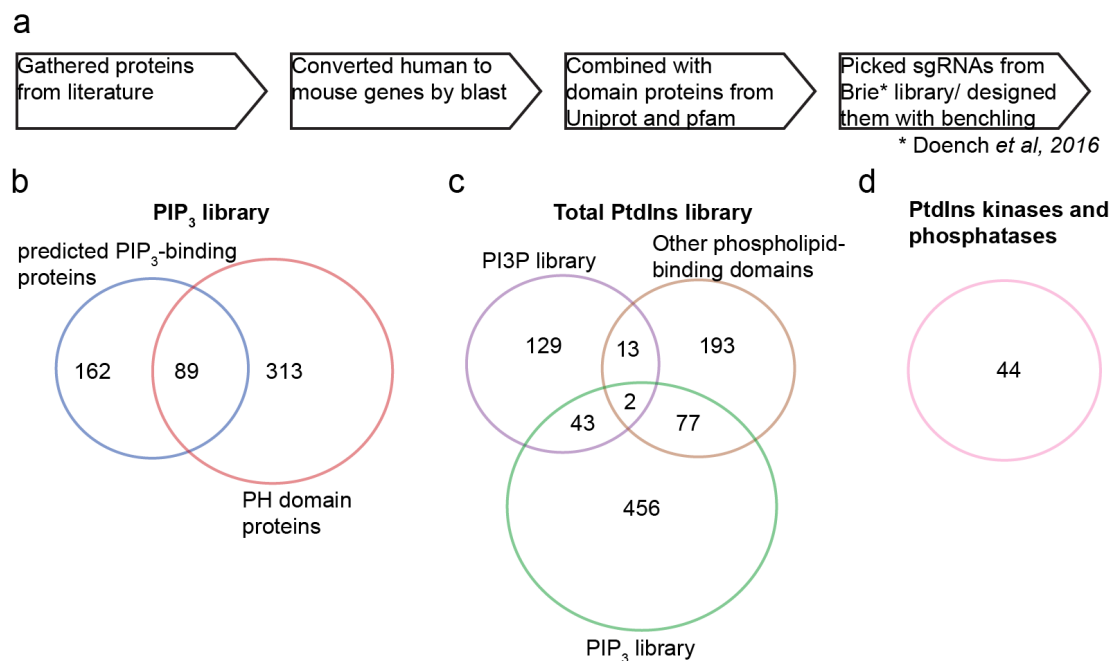 a
Gathered proteins
from literature
Converted human to
mouse genes by blast
Combined with
domain proteins from
Uniprot and pfam
Picked sgRNAs from
Brie* library/ designed
them with benchling
* Doench et al, 2016
b
PIP₃ library
predicted PIP₃-binding
proteins
162
89
313
PH domain
proteins
c
Total PtdIns library
PI3P library
Other phospholipid-
binding domains
129
13
193
2
43
77
456
PIP₃ library
d
PtdIns kinases and
phosphatases
44